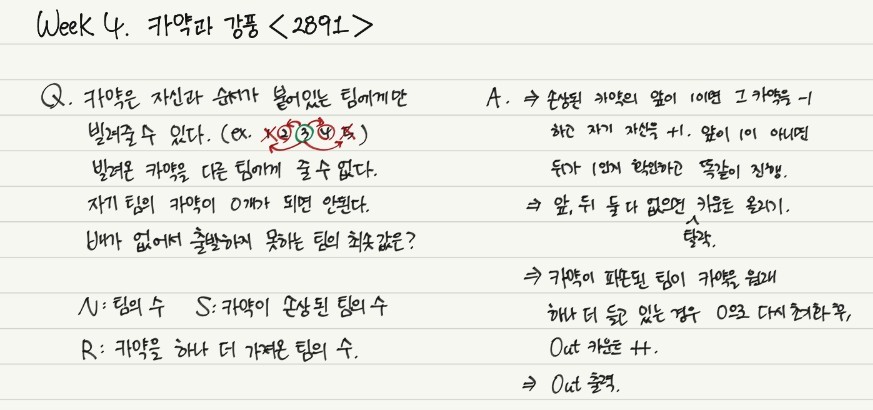 Week 4. 카약과 강풍 <2891>
Q. 카약은 자신과 순서가 붙어있는 팀에게만
빌려줄 수 있다. (ex. 1 2 3 4 5)
빌려온 카약을 다른 팀에게 줄 수 없다.
자기 팀의 카약이 0개가 되면 안된다.
배가 없어서 출발하지 못하는 팀의 최솟값은?
N: 팀의 수 S: 카약이 손상된 팀의 수
R: 카약을 하나 더 가져온 팀의 수.
A. ⇒ 손상된 카약의 앞이 1이면 그 카약을 -1
하고 자기 자신을 +1. 앞이 1이 아니면
뒤가 1인지 확인하고 똑같이 진행.
⇒ 앞, 뒤 둘 다 없으면 카운트 올리기.
탈락.
⇒ 카약이 파손된 팀이 카약을 원래
하나 더 들고 있는 경우 0으로 다시 초기화 후,
Out 카운트 ++.
⇒ Out 출력.